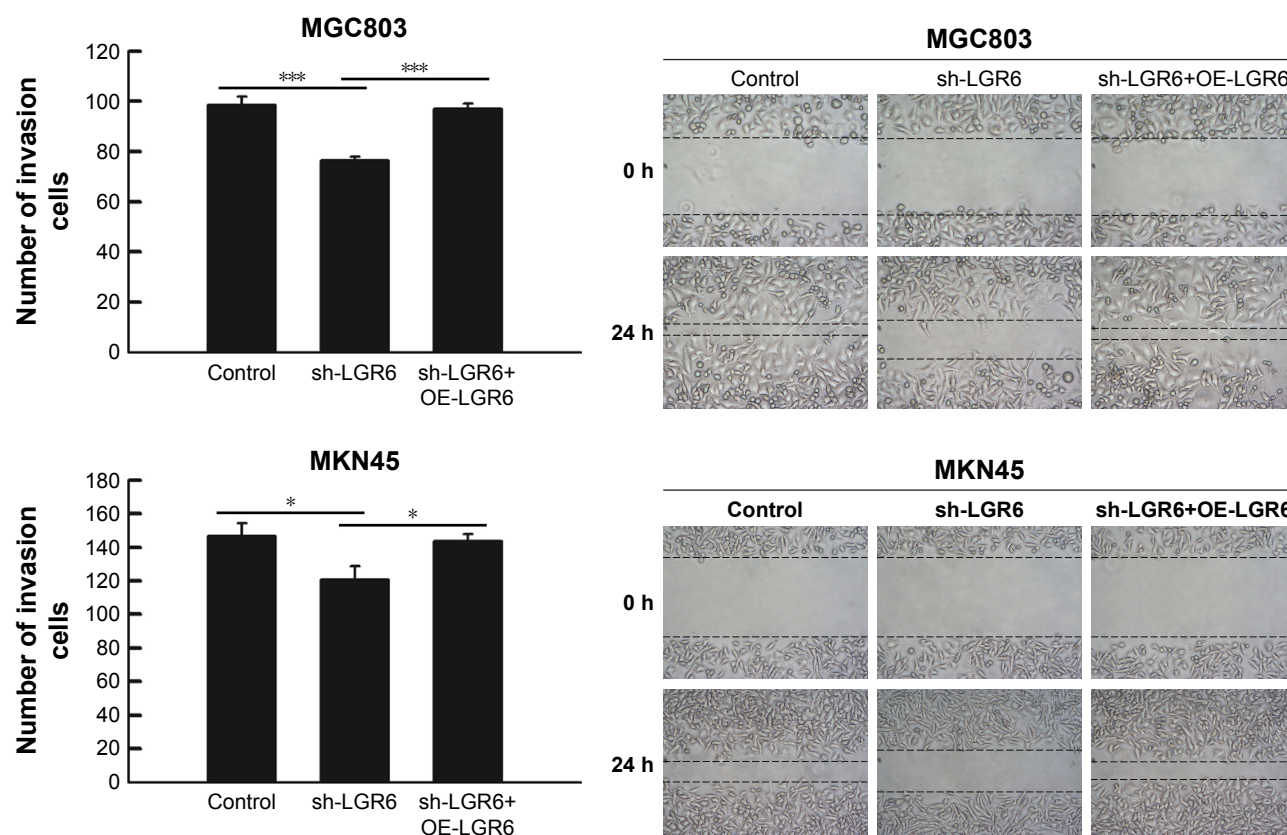 MGC803
Number of invasion
cells
120
100
80
60
40
20
0
***
***
Control
sh-LGR6
sh-LGR6+
OE-LGR6
MGC803
Control
sh-LGR6
sh-LGR6+OE-LGR6
0 h
24 h
MKN45
Number of invasion
cells
180
160
140
120
100
80
60
40
20
0
*
*
Control
sh-LGR6
sh-LGR6+
OE-LGR6
MKN45
Control
sh-LGR6
sh-LGR6+OE-LGR6
0 h
24 h